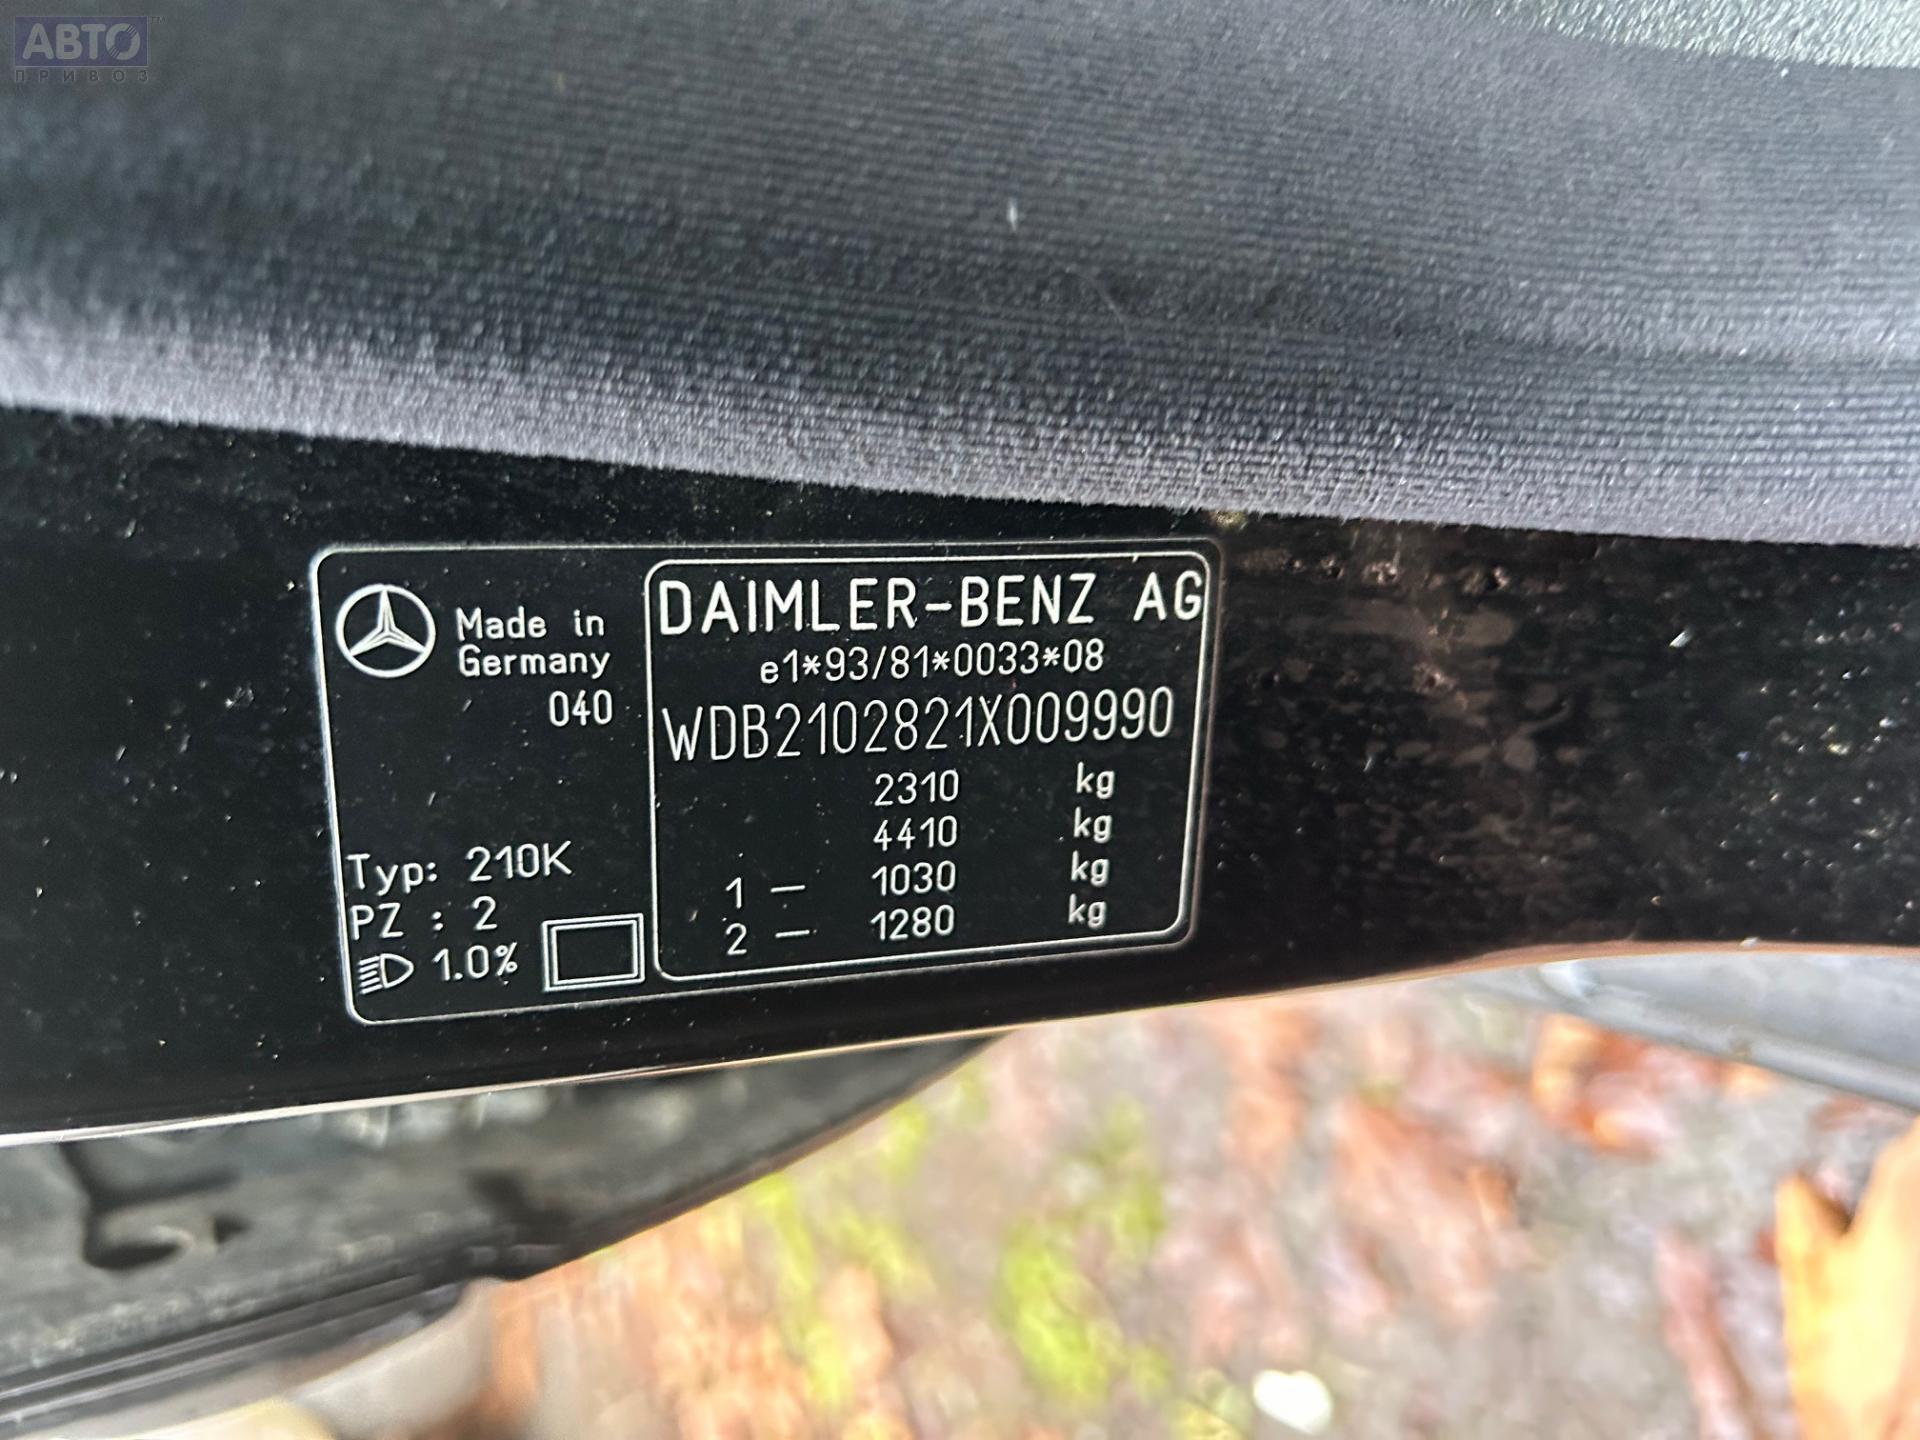 АВТО
ПРИВОЗ
Made in
Germany
040
Typ: 210K
PZ : 2
1.0%
DAIMLER-BENZ AG
e1*93/81*0033*08
WDB2102821X009990
2310 kg
4410 kg
1 — 1030 kg
2 — 1280 kg